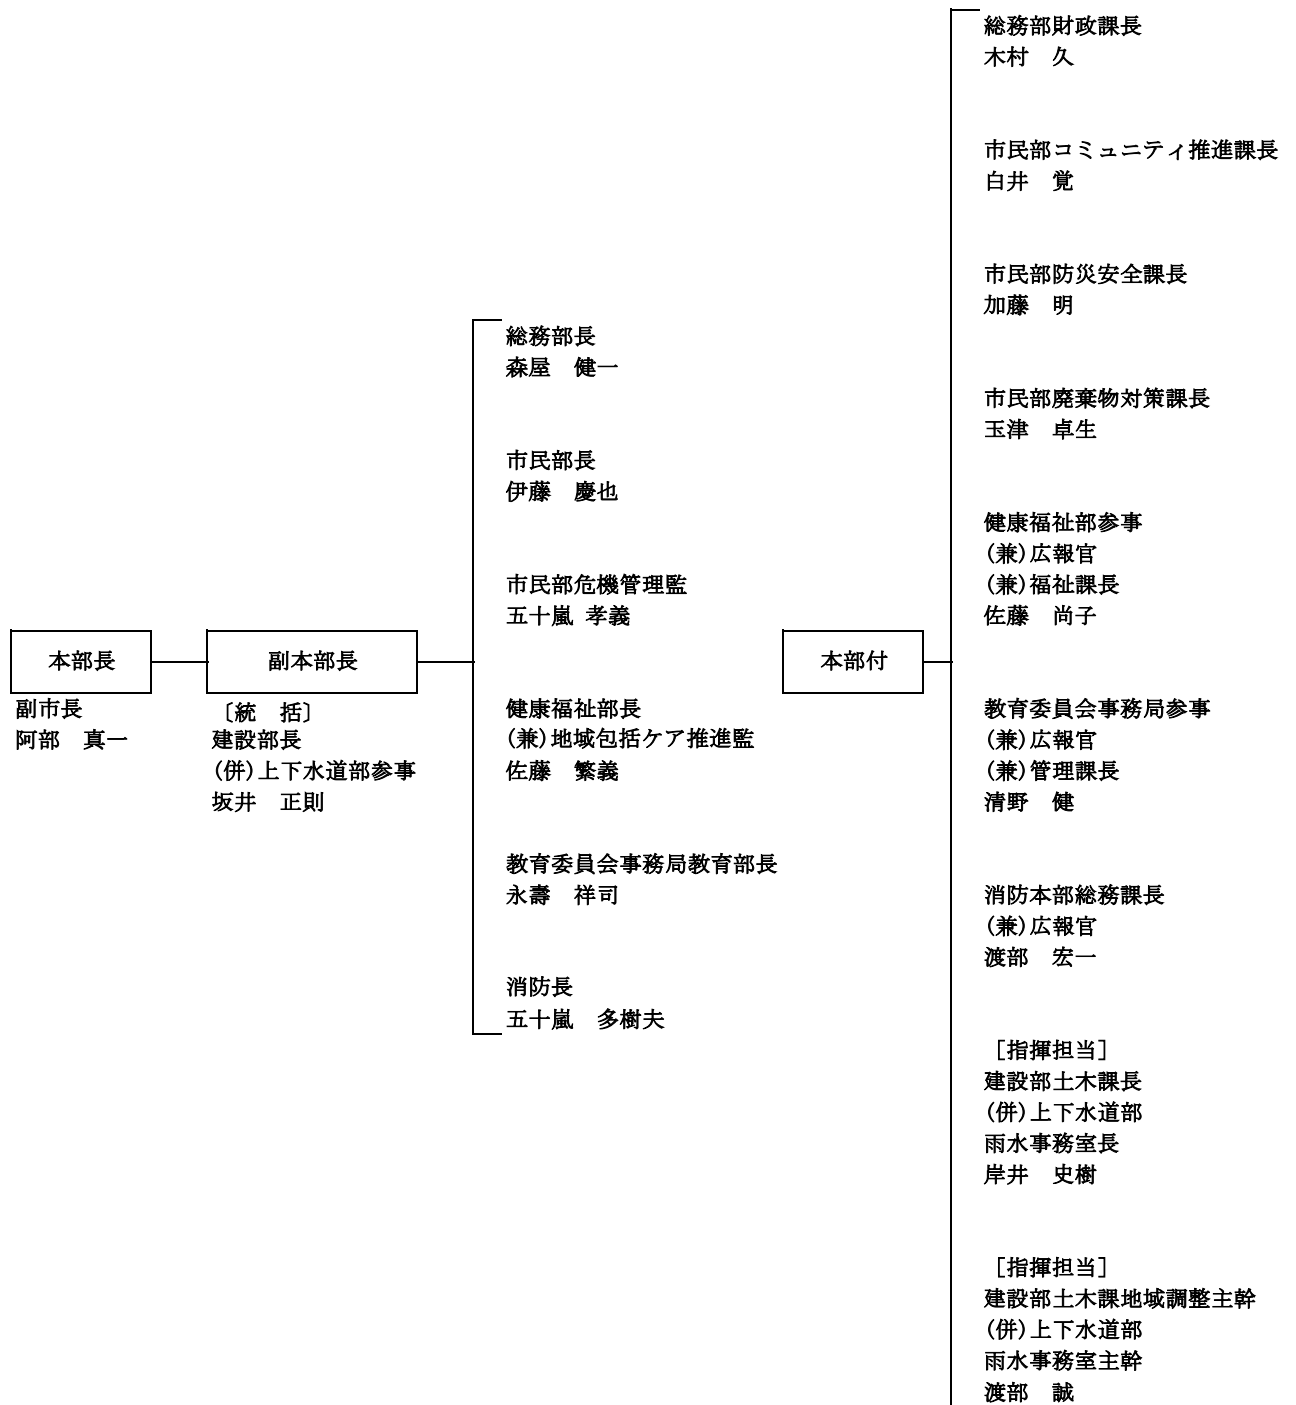 本部長
副市長
阿部　真一
副本部長
〔統　括〕
建設部長
(併)上下水道部参事
坂井　正則
総務部長
森屋　健一
市民部長
伊藤　慶也
市民部危機管理監
五十嵐 孝義
健康福祉部長
(兼)地域包括ケア推進監
佐藤　繁義
教育委員会事務局教育部長
永壽　祥司
消防長
五十嵐　多樹夫
本部付
総務部財政課長
木村　久
市民部コミュニティ推進課長
白井　覚
市民部防災安全課長
加藤　明
市民部廃棄物対策課長
玉津　卓生
健康福祉部参事
(兼)広報官
(兼)福祉課長
佐藤　尚子
教育委員会事務局参事
(兼)広報官
(兼)管理課長
清野　健
消防本部総務課長
(兼)広報官
渡部　宏一
［指揮担当］
建設部土木課長
(併)上下水道部
雨水事務室長
岸井　史樹
［指揮担当］
建設部土木課地域調整主幹
(併)上下水道部
雨水事務室主幹
渡部　誠